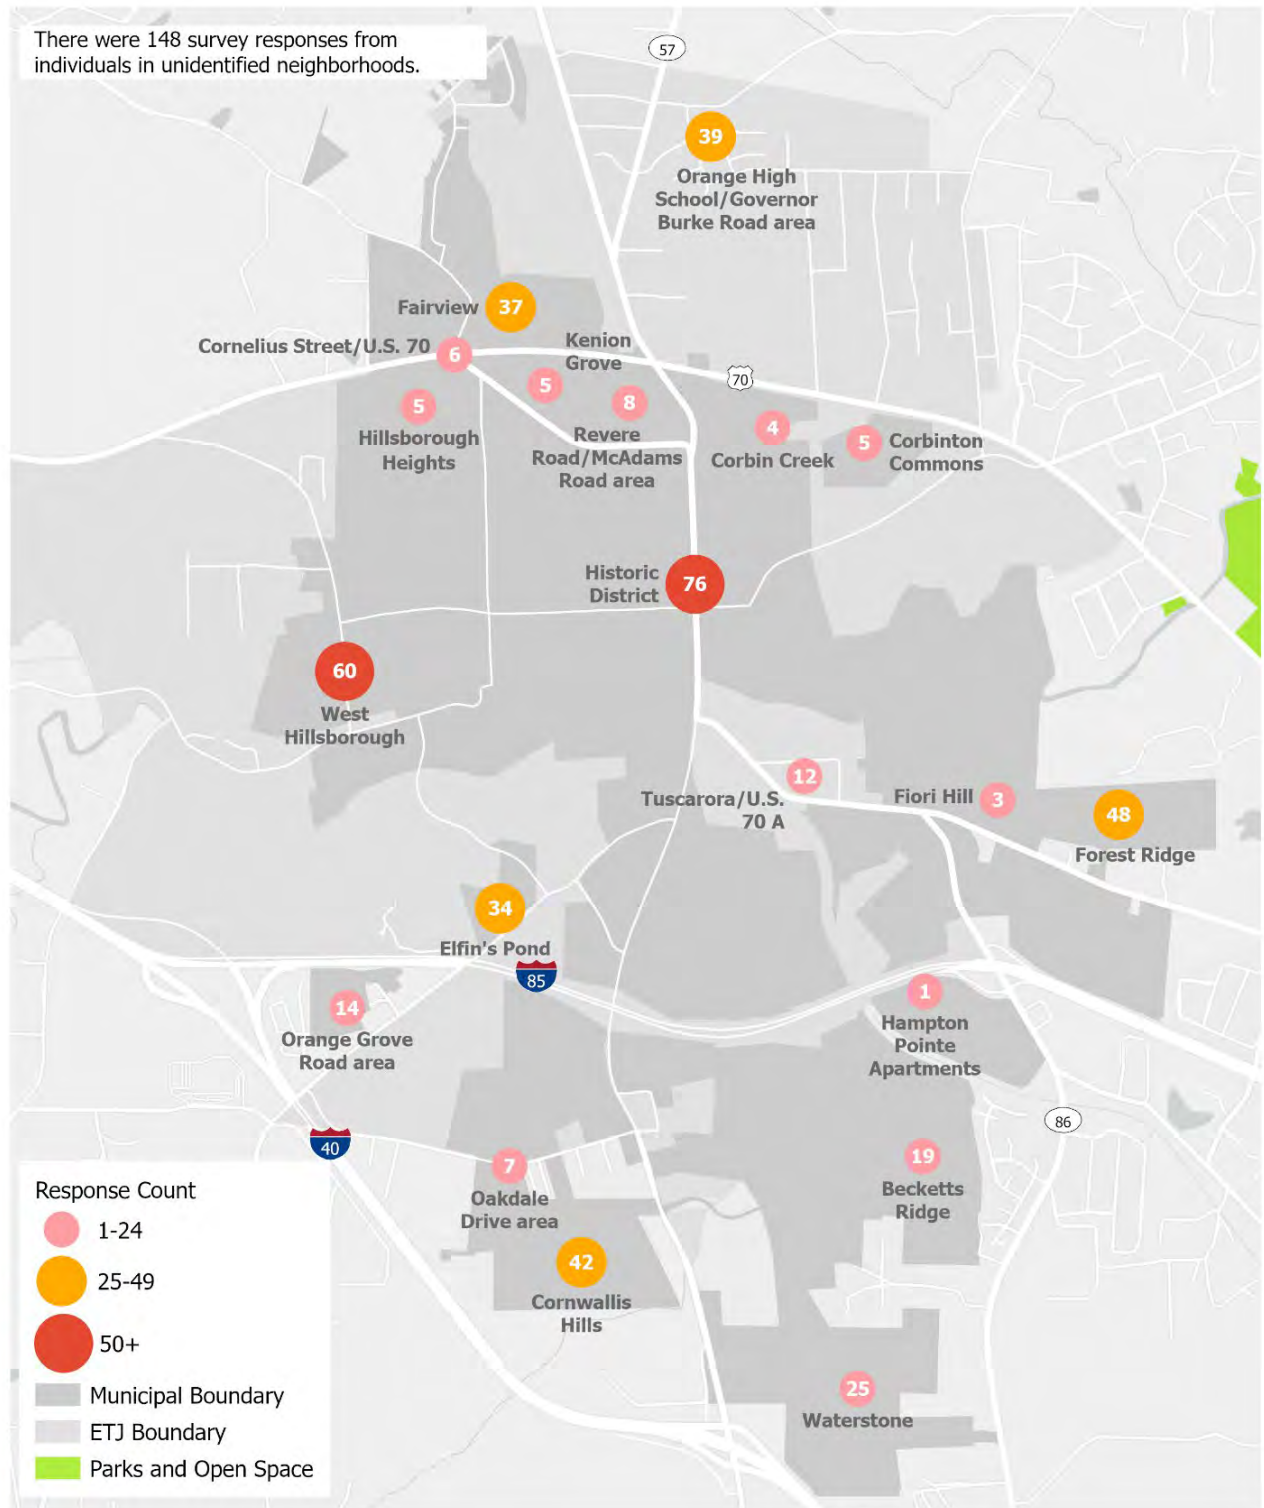 There were 148 survey responses from
individuals in unidentified neighborhoods.
57
39
Orange High
School/Governor
Burke Road area
Fairview
37
Cornelius Street/U.S. 70
6
Kenion
Grove
5
70
5
Hillsborough
Heights
8
Revere
Road/McAdams
Road area
4
Corbin Creek
5
Corbinton
Commons
Historic
District
76
60
West
Hillsborough
12
Tuscarora/U.S.
70 A
Fiori Hill
3
48
Forest Ridge
34
Elfin's Pond
85
14
Orange Grove
Road area
1
Hampton
Pointe
Apartments
40
86
7
Oakdale
Drive area
19
Becketts
Ridge
42
Cornwallis
Hills
25
Waterstone
Response Count
1-24
25-49
50+
Municipal Boundary
ETJ Boundary
Parks and Open Space